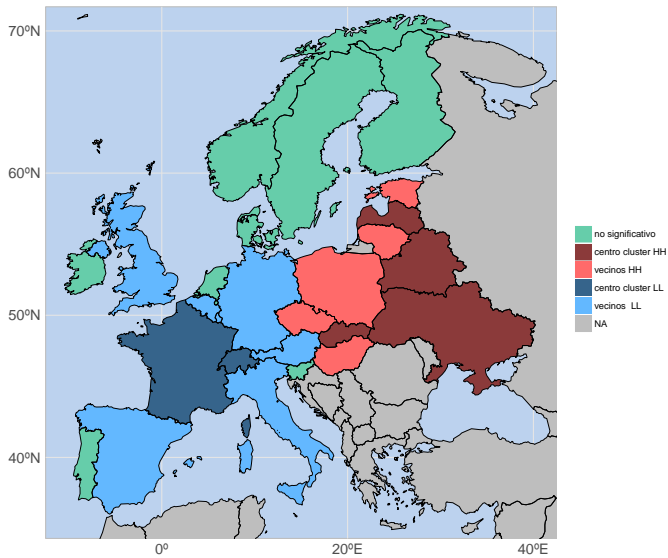 70ºN
60ºN
50ºN
40ºN
0º
20ºE
40ºE
no significativo
centro cluster HH
vecinos HH
centro cluster LL
vecinos  LL
NA